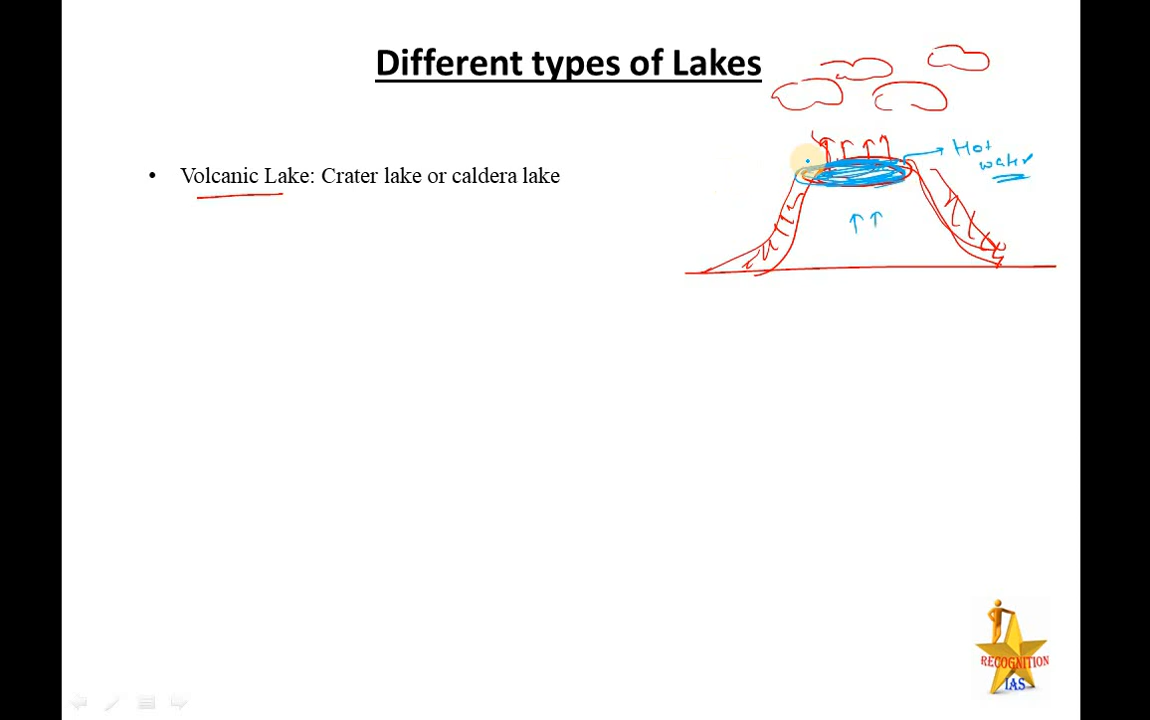 Different types of Lakes
• Volcanic Lake: Crater lake or caldera lake
Hot
water
RECOGNITION
IAS